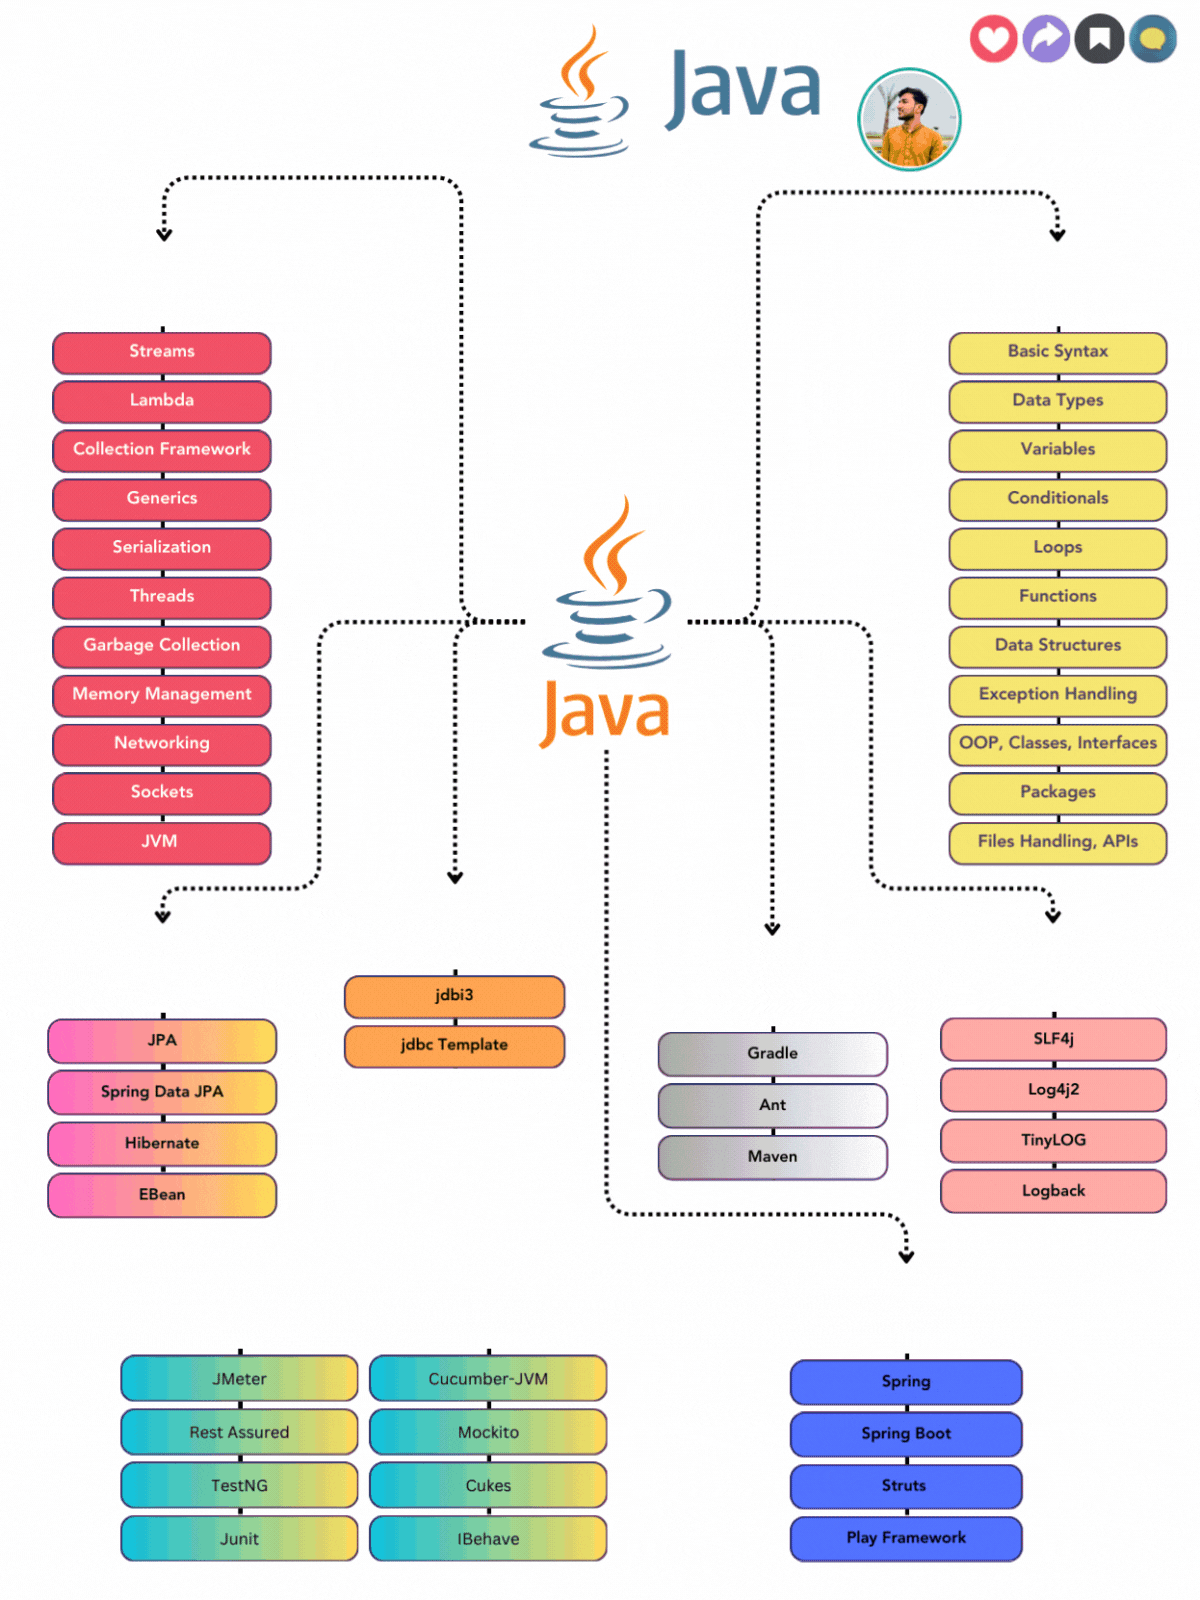 Java
Streams
Lambda
Collection Framework
Generics
Serialization
Threads
Garbage Collection
Memory Management
Networking
Sockets
JVM
Basic Syntax
Data Types
Variables
Conditionals
Loops
Functions
Data Structures
Exception Handling
OOP, Classes, Interfaces
Packages
Files Handling, APIs
Java
JPA
Spring Data JPA
Hibernate
EBean
jdbi3
jdbc Template
Gradle
Ant
Maven
SLF4j
Log4j2
TinyLOG
Logback
JMeter
Rest Assured
TestNG
Junit
Cucumber-JVM
Mockito
Cukes
IBehave
Spring
Spring Boot
Struts
Play Framework